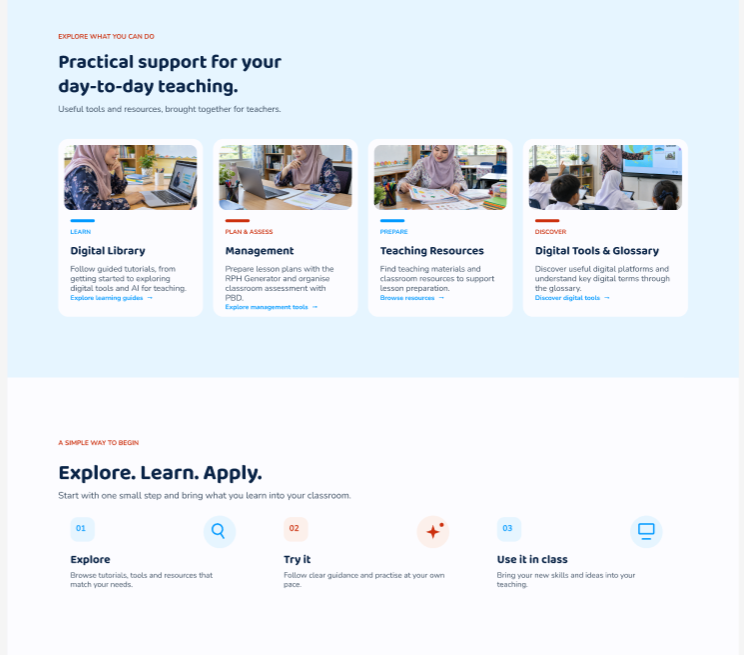 EXPLORE WHAT YOU CAN DO
Practical support for your
day-to-day teaching.
Useful tools and resources, brought together for teachers.
LEARN
Digital Library
Follow guided tutorials, from
getting started to exploring
digital tools and AI for teaching.
Explore learning guides →
PLAN & ASSESS
Management
Prepare lesson plans with the
RPH Generator and organise
classroom assessment with
PBD.
Explore management tools →
PREPARE
Teaching Resources
Find teaching materials and
classroom resources to support
lesson preparation.
Browse resources →
DISCOVER
Digital Tools & Glossary
Discover useful digital platforms and
understand key digital terms through
the glossary.
Discover digital tools →
A SIMPLE WAY TO BEGIN
Explore. Learn. Apply.
Start with one small step and bring what you learn into your classroom.
01
Explore
Browse tutorials, tools and resources that
match your needs.
02
Try it
Follow clear guidance and practise at your own
pace.
03
Use it in class
Bring your new skills and ideas into your
teaching.